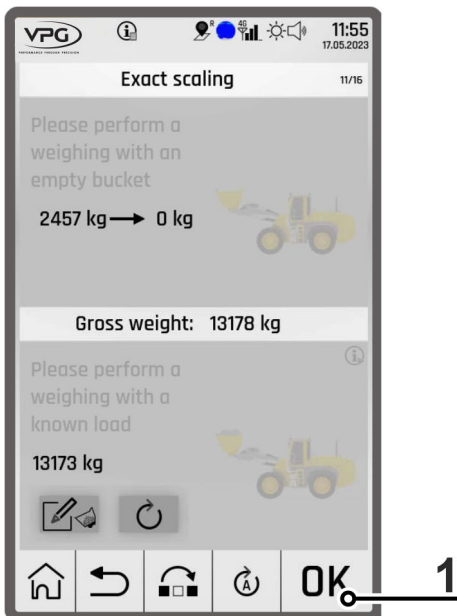 VPG
PERFORMANCE THROUGH PRECISION
R
4G
11:55
17.05.2023
Exact scaling
11/16
Please perform a
weighing with an
empty bucket
2457 kg → 0 kg
Gross weight: 13178 kg
Please perform a
weighing with a
known load
13173 kg
A
OK
1